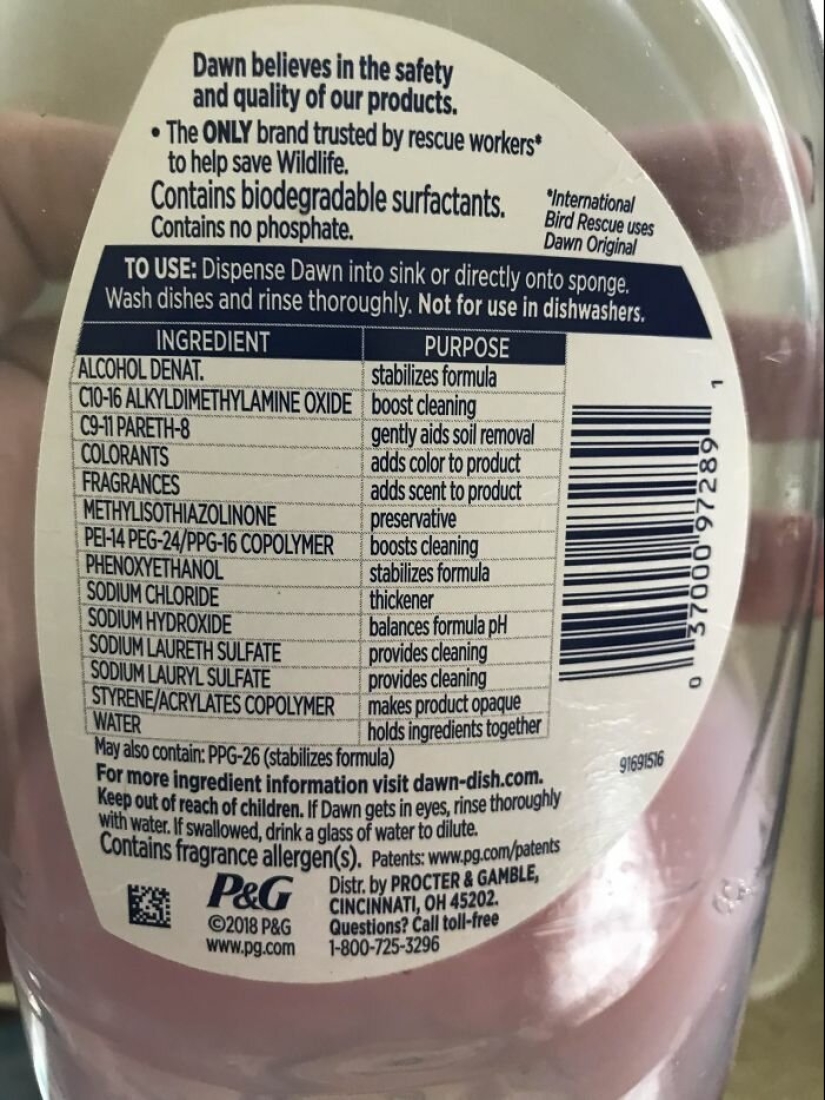 Dawn believes in the safety
and quality of our products.
• The ONLY brand trusted by rescue workers*
to help save Wildlife.
Contains biodegradable surfactants.
Contains no phosphate.
*International
Bird Rescue uses
Dawn Original
TO USE: Dispense Dawn into sink or directly onto sponge.
Wash dishes and rinse thoroughly. Not for use in dishwashers.
INGREDIENT PURPOSE
ALCOHOL DENAT. stabilizes formula
C10-16 ALKYLDIMETHYLAMINE OXIDE boost cleaning
C9-11 PARETH-8 gently aids soil removal
COLORANTS adds color to product
FRAGRANCES adds scent to product
METHYLISOTHIAZOLINONE preservative
PEI-14 PEG-24/PPG-16 COPOLYMER boosts cleaning
PHENOXYETHANOL stabilizes formula
SODIUM CHLORIDE thickener
SODIUM HYDROXIDE balances formula pH
SODIUM LAURETH SULFATE provides cleaning
SODIUM LAURYL SULFATE provides cleaning
STYRENE/ACRYLATES COPOLYMER makes product opaque
WATER holds ingredients together
May also contain: PPG-26 (stabilizes formula)
For more ingredient information visit dawn-dish.com.
Keep out of reach of children. If Dawn gets in eyes, rinse thoroughly
with water. If swallowed, drink a glass of water to dilute.
Contains fragrance allergen(s). Patents: www.pg.com/patents
P&G
©2018 P&G
www.pg.com
Distr. by PROCTER & GAMBLE,
CINCINNATI, OH 45202.
Questions? Call toll-free
1-800-725-3296
0 37000 97289 1
91691516